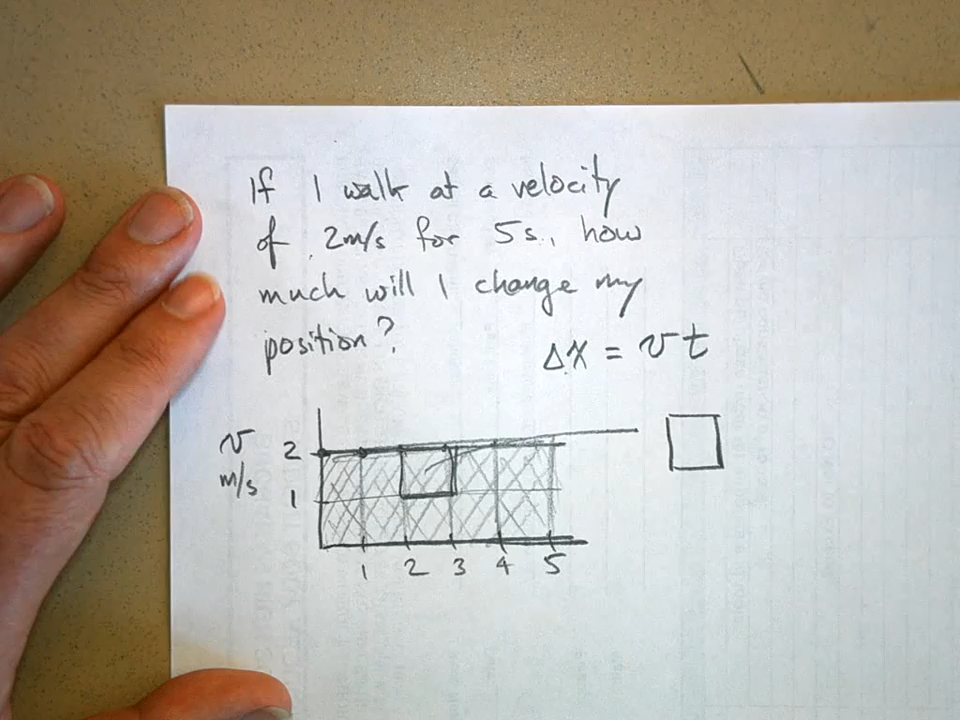 If I walk at a velocity
of 2m/s for 5s, how
much will I change my
position?
Δx = vt
v
m/s
2
1
1 2 3 4 5